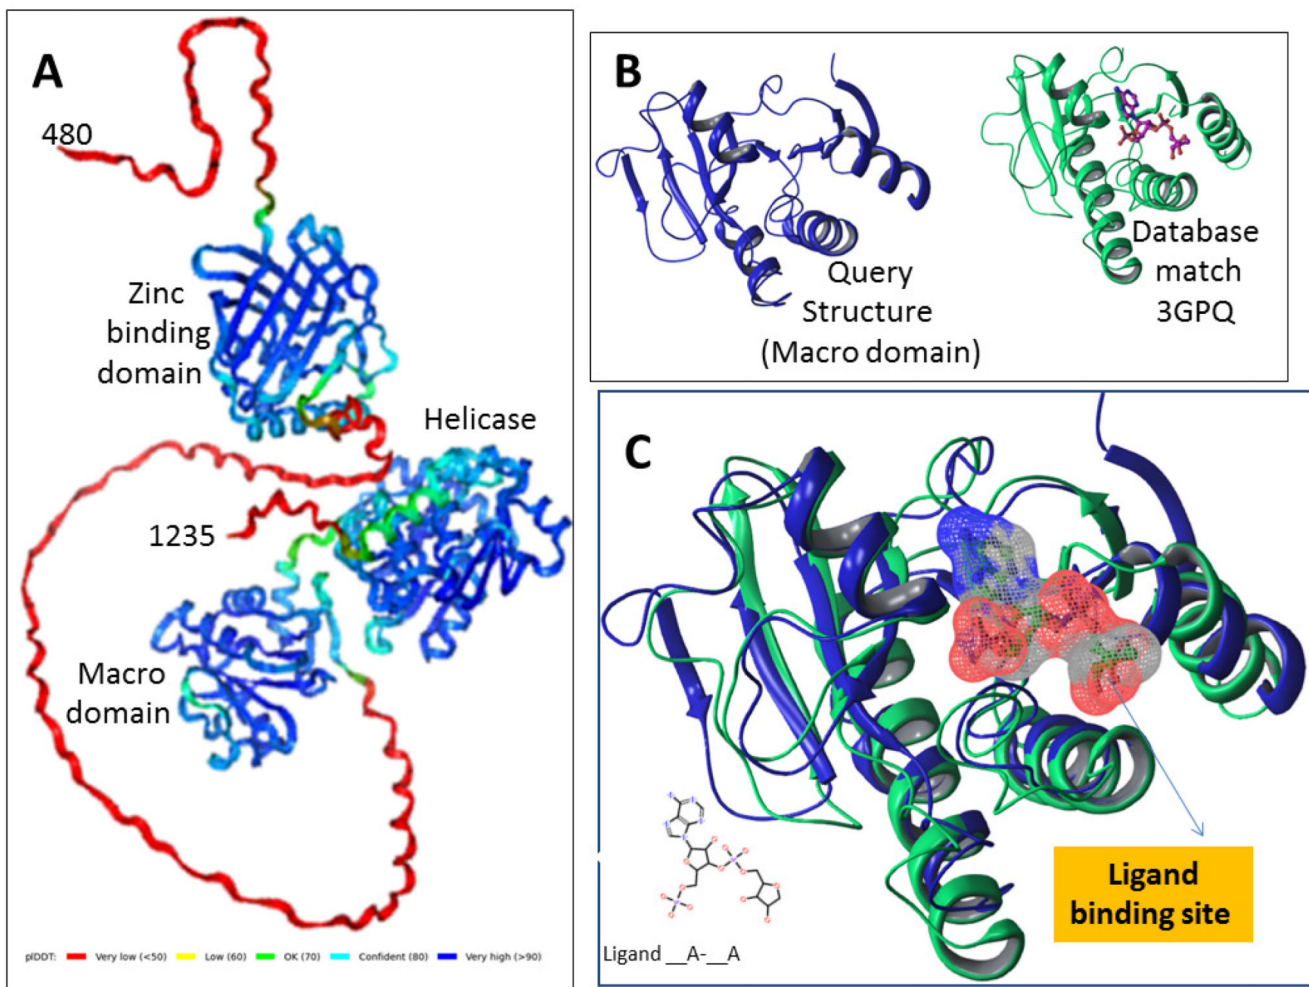 A
480
Zinc
binding
domain
Helicase
1235
Macro
domain
plDDT: Very low (<50) Low (60) OK (70) Confident (80) Very high (>90)
B
Query
Structure
(Macro domain)
Database
match
3GPQ
C
Ligand __A-__A
Ligand
binding site